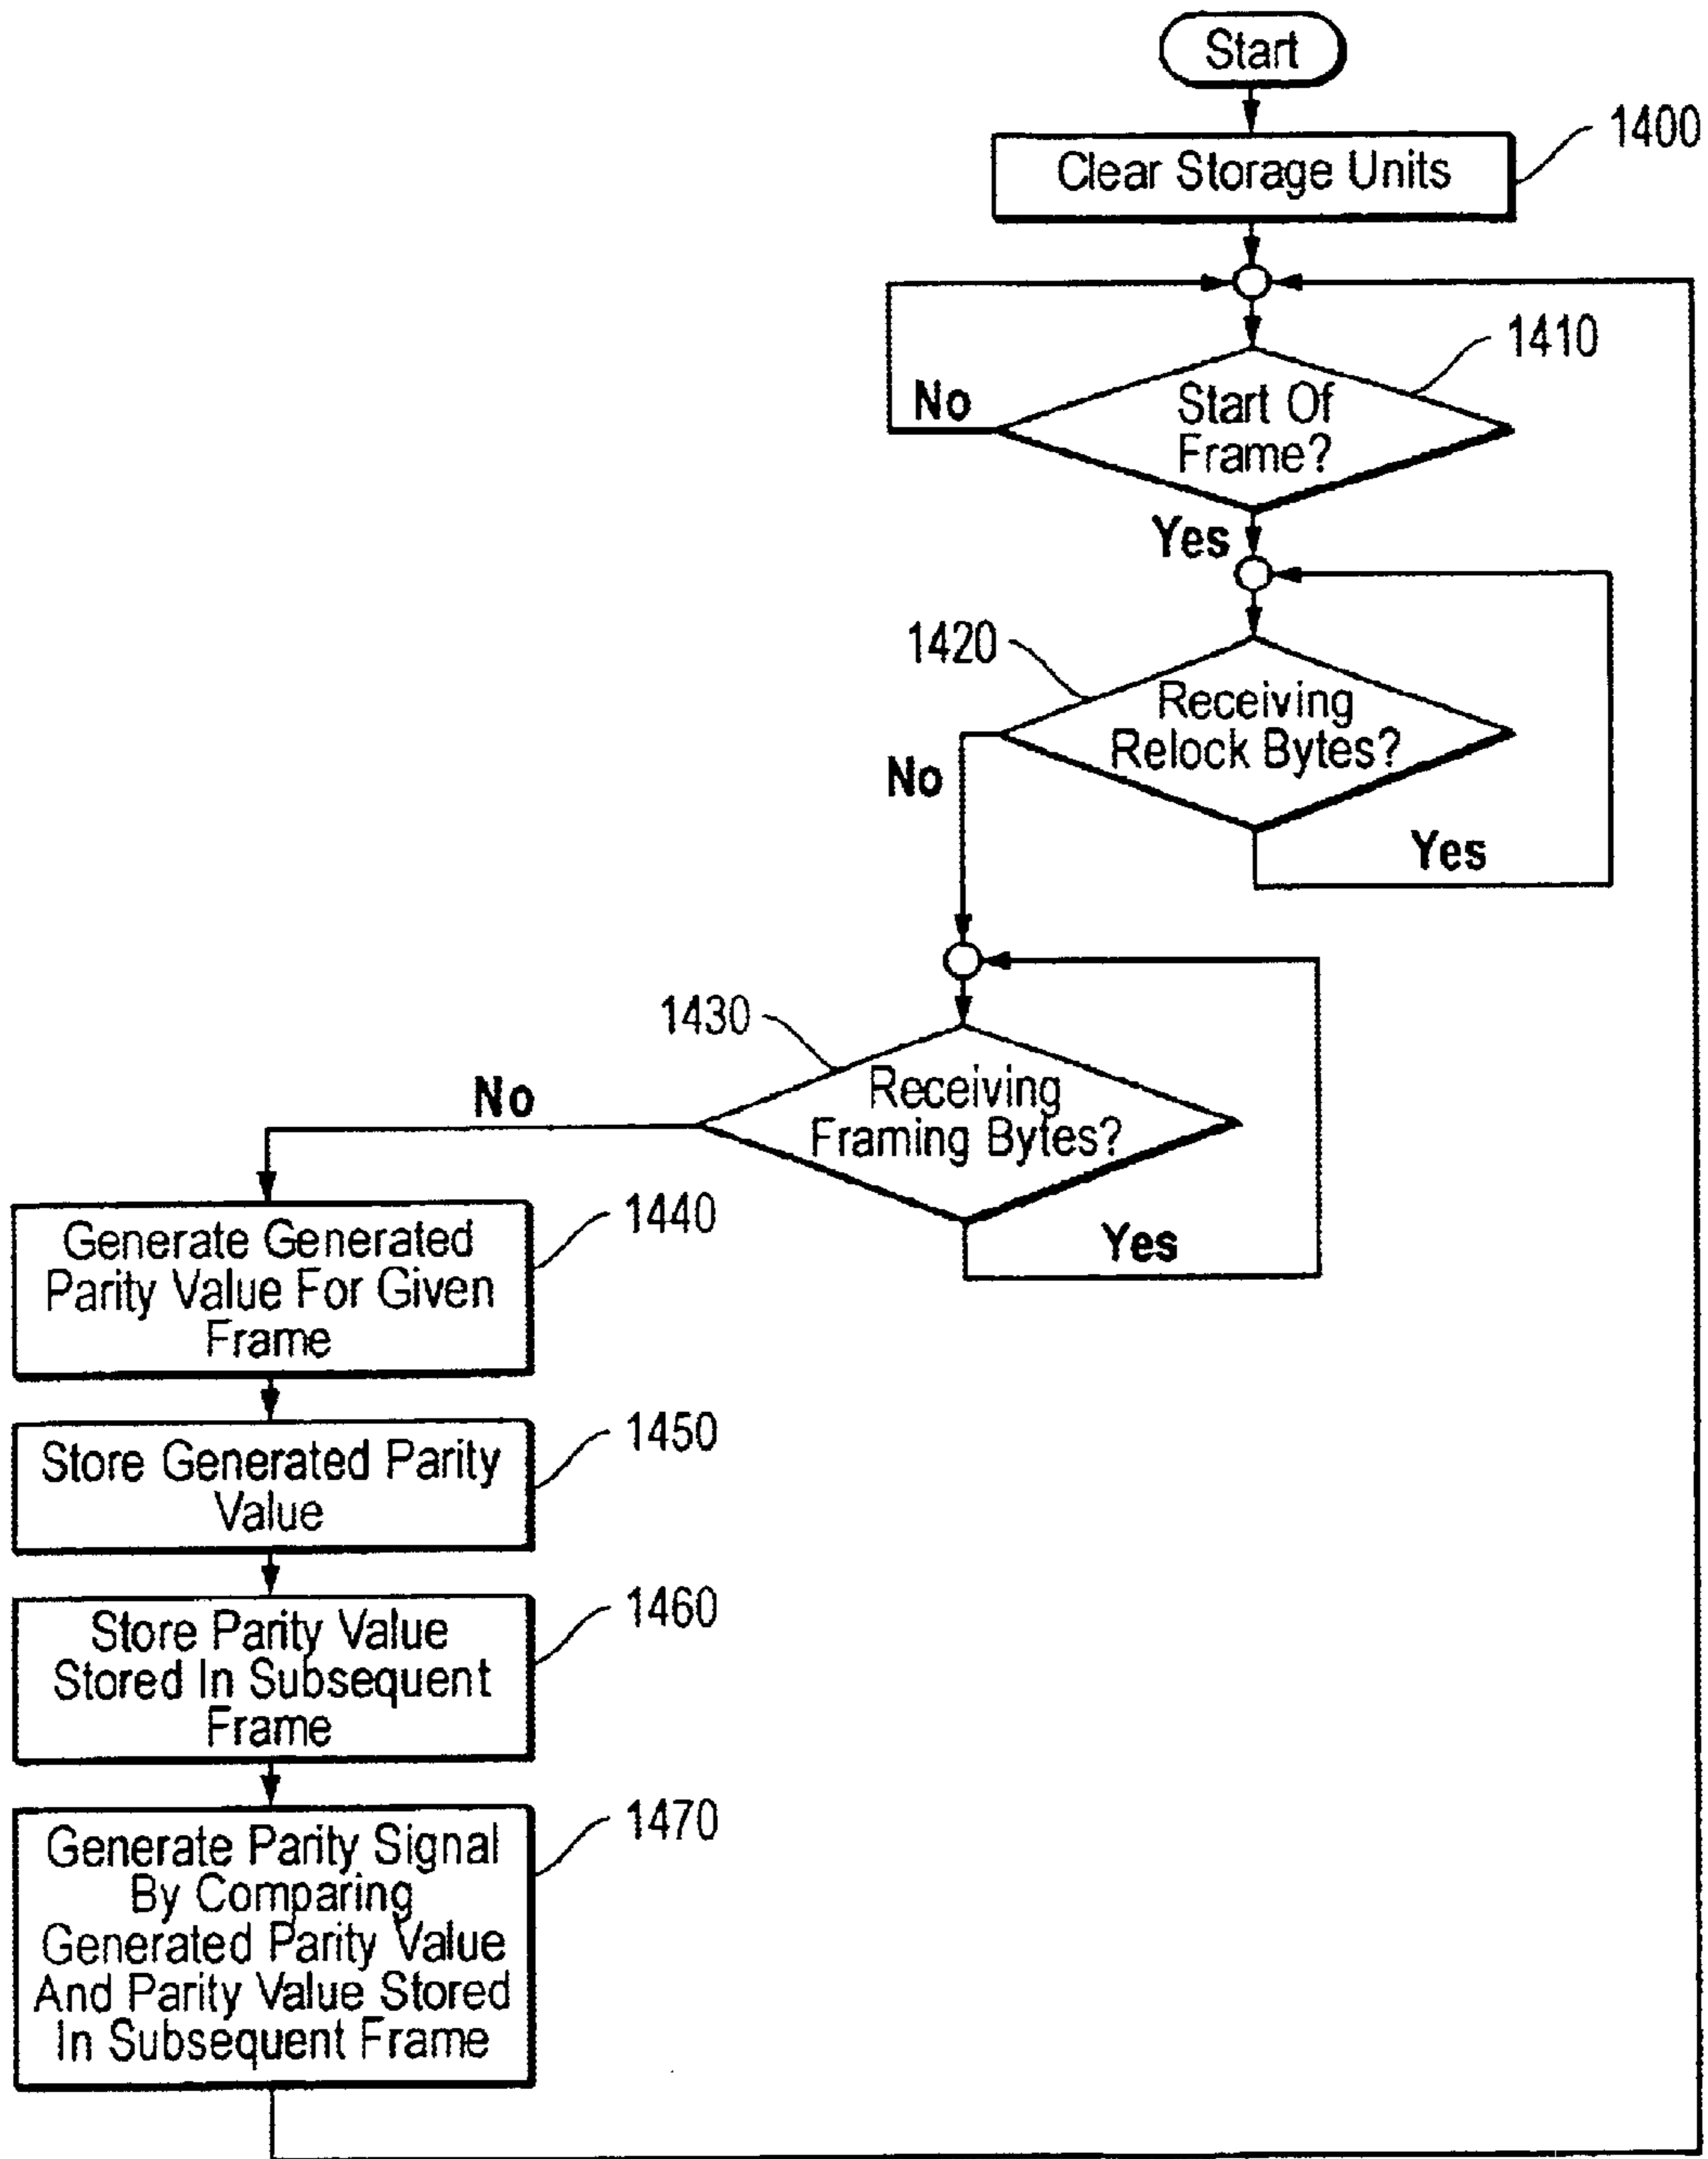 Start
1400
Clear Storage Units
1410
No
Start Of
Frame?
Yes
1420
Receiving
Relock Bytes?
No
Yes
1430
Receiving
Framing Bytes?
No
Yes
1440
Generate Generated
Parity Value For Given
Frame
1450
Store Generated Parity
Value
1460
Store Parity Value
Stored In Subsequent
Frame
1470
Generate Parity Signal
By Comparing
Generated Parity Value
And Parity Value Stored
In Subsequent Frame